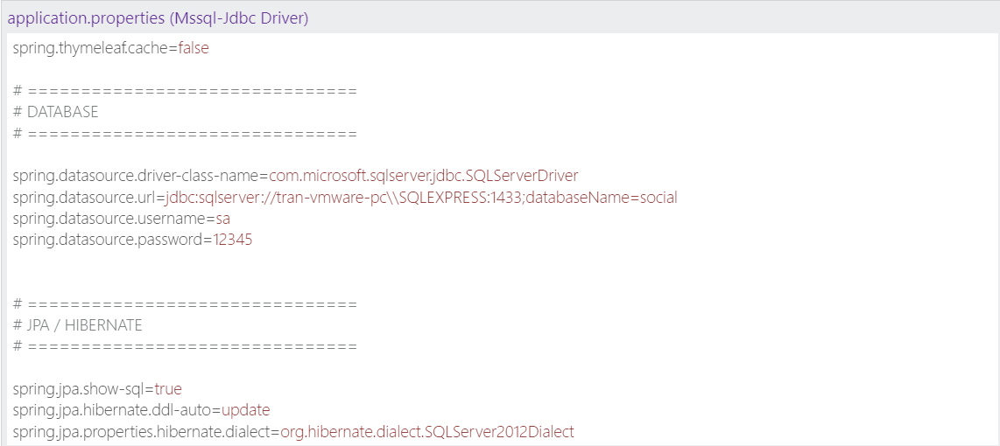 application.properties (Mssql-Jdbc Driver)
spring.thymeleaf.cache=false
# ===============================
# DATABASE
# ===============================
spring.datasource.driver-class-name=com.microsoft.sqlserver.jdbc.SQLServerDriver
spring.datasource.url=jdbc:sqlserver://tran-vmware-pc\\SQLEXPRESS:1433;databaseName=social
spring.datasource.username=sa
spring.datasource.password=12345
# ===============================
# JPA / HIBERNATE
# ===============================
spring.jpa.show-sql=true
spring.jpa.hibernate.ddl-auto=update
spring.jpa.properties.hibernate.dialect=org.hibernate.dialect.SQLServer2012Dialect